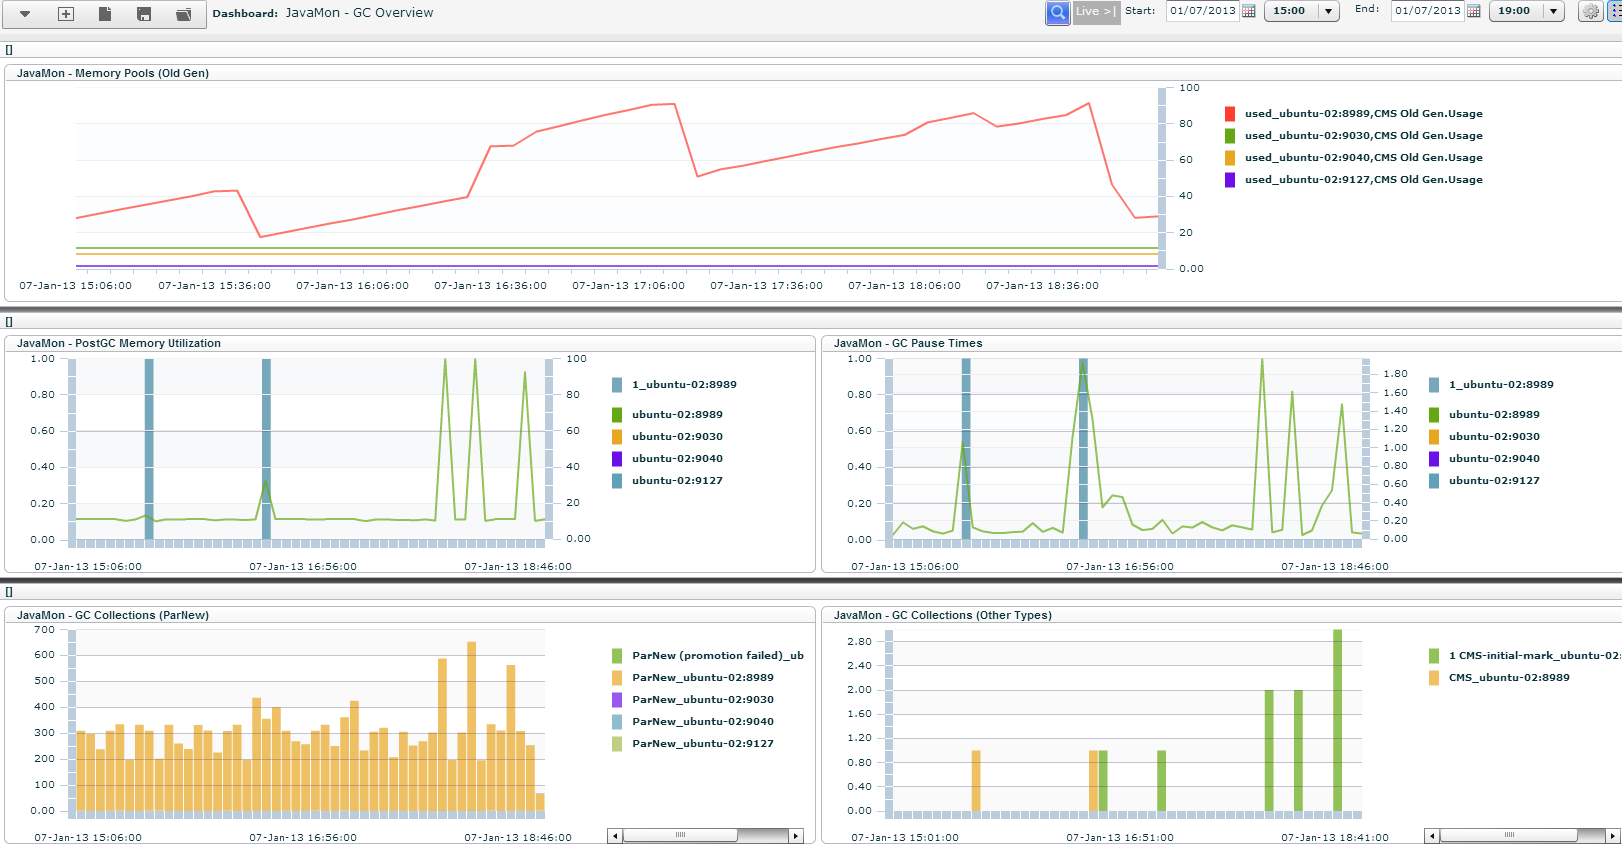 Dashboard: JavaMon - GC Overview
Live >|
Start: 01/07/2013 15:00
End: 01/07/2013 19:00
[]
JavaMon - Memory Pools (Old Gen)
100
80
60
40
20
0.00
used_ubuntu-02:8989,CMS Old Gen.Usage
used_ubuntu-02:9030,CMS Old Gen.Usage
used_ubuntu-02:9040,CMS Old Gen.Usage
used_ubuntu-02:9127,CMS Old Gen.Usage
07-Jan-13 15:06:00 07-Jan-13 15:36:00 07-Jan-13 16:06:00 07-Jan-13 16:36:00 07-Jan-13 17:06:00 07-Jan-13 17:36:00 07-Jan-13 18:06:00 07-Jan-13 18:36:00
[]
JavaMon - PostGC Memory Utilization
1.00
0.80
0.60
0.40
0.20
0.00
100
80
60
40
20
0.00
1_ubuntu-02:8989
ubuntu-02:8989
ubuntu-02:9030
ubuntu-02:9040
ubuntu-02:9127
07-Jan-13 15:06:00 07-Jan-13 16:56:00 07-Jan-13 18:46:00
JavaMon - GC Pause Times
1.00
0.80
0.60
0.40
0.20
0.00
1.80
1.60
1.40
1.20
1.00
0.80
0.60
0.40
0.20
0.00
1_ubuntu-02:8989
ubuntu-02:8989
ubuntu-02:9030
ubuntu-02:9040
ubuntu-02:9127
07-Jan-13 15:06:00 07-Jan-13 16:56:00 07-Jan-13 18:46:00
[]
JavaMon - GC Collections (ParNew)
700
600
500
400
300
200
100
0.00
ParNew (promotion failed)_ub
ParNew_ubuntu-02:8989
ParNew_ubuntu-02:9030
ParNew_ubuntu-02:9040
ParNew_ubuntu-02:9127
07-Jan-13 15:06:00 07-Jan-13 16:56:00 07-Jan-13 18:46:00
JavaMon - GC Collections (Other Types)
2.80
2.40
2.00
1.60
1.20
0.80
0.40
0.00
1 CMS-initial-mark_ubuntu-02:
CMS_ubuntu-02:8989
07-Jan-13 15:01:00 07-Jan-13 16:51:00 07-Jan-13 18:41:00